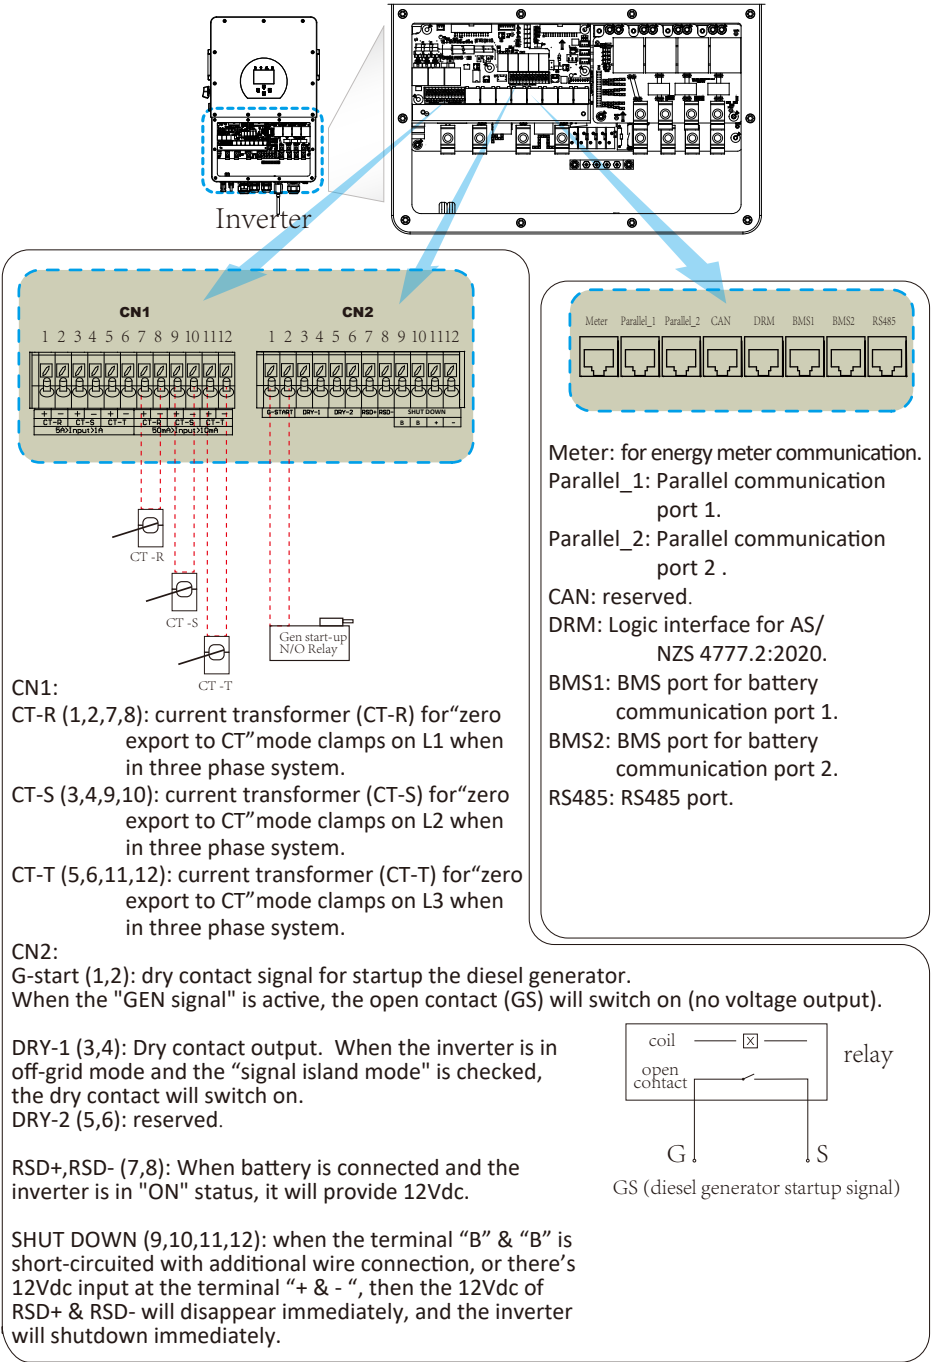 Inverter
CN1
CN2
1 2 3 4 5 6 7 8 9 10 11 12
1 2 3 4 5 6 7 8 9 10 11 12
+ − + − + − + − + − + −
CT-R CT-S CT-T CT-R CT-S CT-T
5A>Input>1A 50mA>Input>10mA
G-START DRY-1 DRY-2 RSD+ RSD- SHUT DOWN
B B + -
CT -R
CT -S
CT -T
Gen start-up
N/O Relay
Meter Parallel_1 Parallel_2 CAN DRM BMS1 BMS2 RS485
Meter: for energy meter communication.
Parallel_1: Parallel communication
port 1.
Parallel_2: Parallel communication
port 2 .
CAN: reserved.
DRM: Logic interface for AS/
NZS 4777.2:2020.
BMS1: BMS port for battery
communication port 1.
BMS2: BMS port for battery
communication port 2.
RS485: RS485 port.
CN1:
CT-R (1,2,7,8): current transformer (CT-R) for“zero
export to CT”mode clamps on L1 when
in three phase system.
CT-S (3,4,9,10): current transformer (CT-S) for“zero
export to CT”mode clamps on L2 when
in three phase system.
CT-T (5,6,11,12): current transformer (CT-T) for“zero
export to CT”mode clamps on L3 when
in three phase system.
CN2:
G-start (1,2): dry contact signal for startup the diesel generator.
When the "GEN signal" is active, the open contact (GS) will switch on (no voltage output).
DRY-1 (3,4): Dry contact output. When the inverter is in
off-grid mode and the “signal island mode" is checked,
the dry contact will switch on.
DRY-2 (5,6): reserved.
RSD+,RSD- (7,8): When battery is connected and the
inverter is in "ON" status, it will provide 12Vdc.
SHUT DOWN (9,10,11,12): when the terminal “B” & “B” is
short-circuited with additional wire connection, or there’s
12Vdc input at the terminal “+ & - “, then the 12Vdc of
RSD+ & RSD- will disappear immediately, and the inverter
will shutdown immediately.
coil
open
contact
relay
G S
GS (diesel generator startup signal)